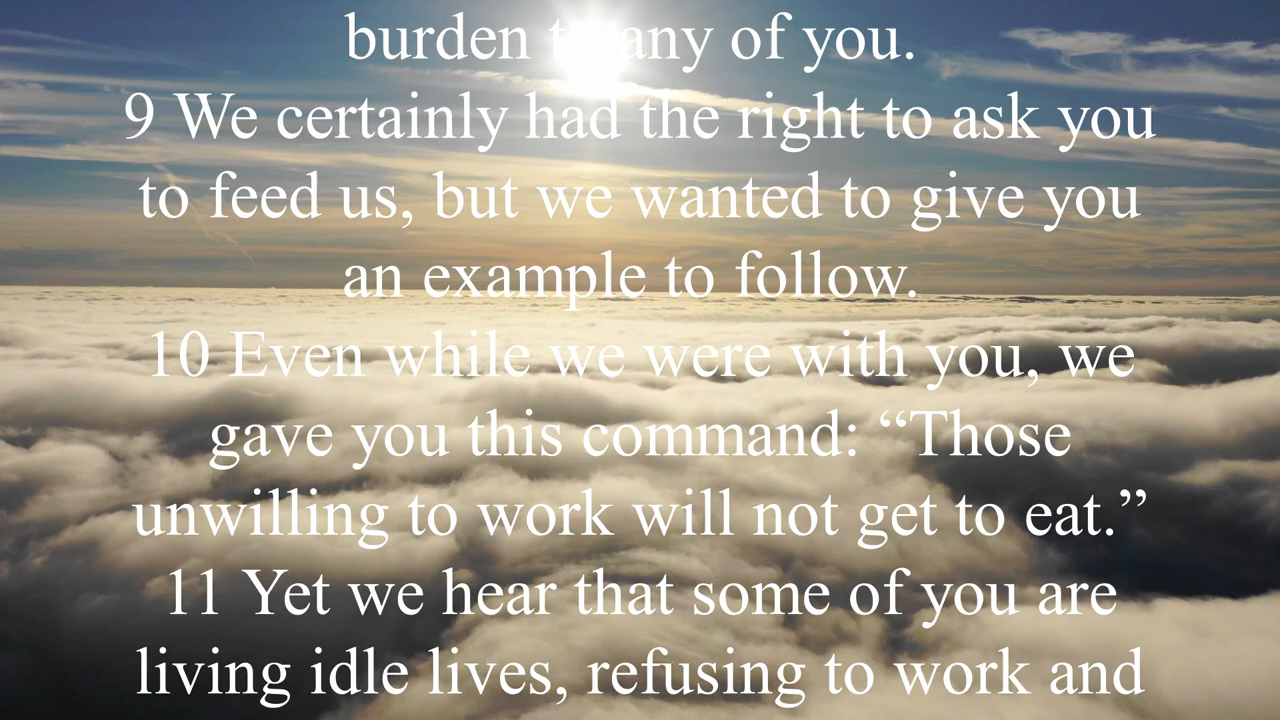 burden to any of you.
9 We certainly had the right to ask you
to feed us, but we wanted to give you
an example to follow.
10 Even while we were with you, we
gave you this command: “Those
unwilling to work will not get to eat.”
11 Yet we hear that some of you are
living idle lives, refusing to work and